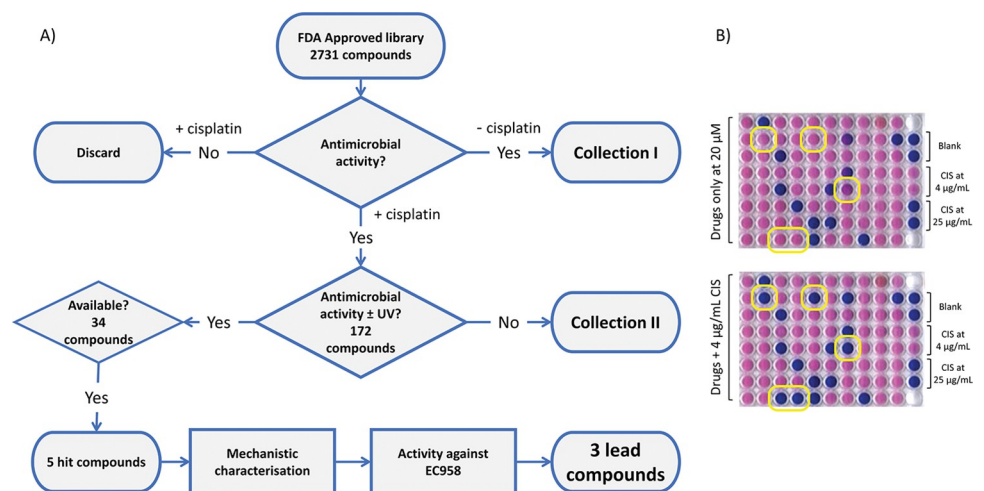 A)
FDA Approved library
2731 compounds
+ cisplatin
- cisplatin
Discard
No
Antimicrobial
activity?
Yes
Collection I
+ cisplatin
Yes
Available?
34
compounds
Yes
Antimicrobial
activity ± UV?
172
compounds
No
Collection II
Yes
5 hit compounds
Mechanistic
characterisation
Activity against
EC958
3 lead
compounds
B)
Drugs only at 20 µM
Blank
CIS at
4 µg/mL
CIS at
25 µg/mL
Drugs + 4 µg/mL CIS
Blank
CIS at
4 µg/mL
CIS at
25 µg/mL